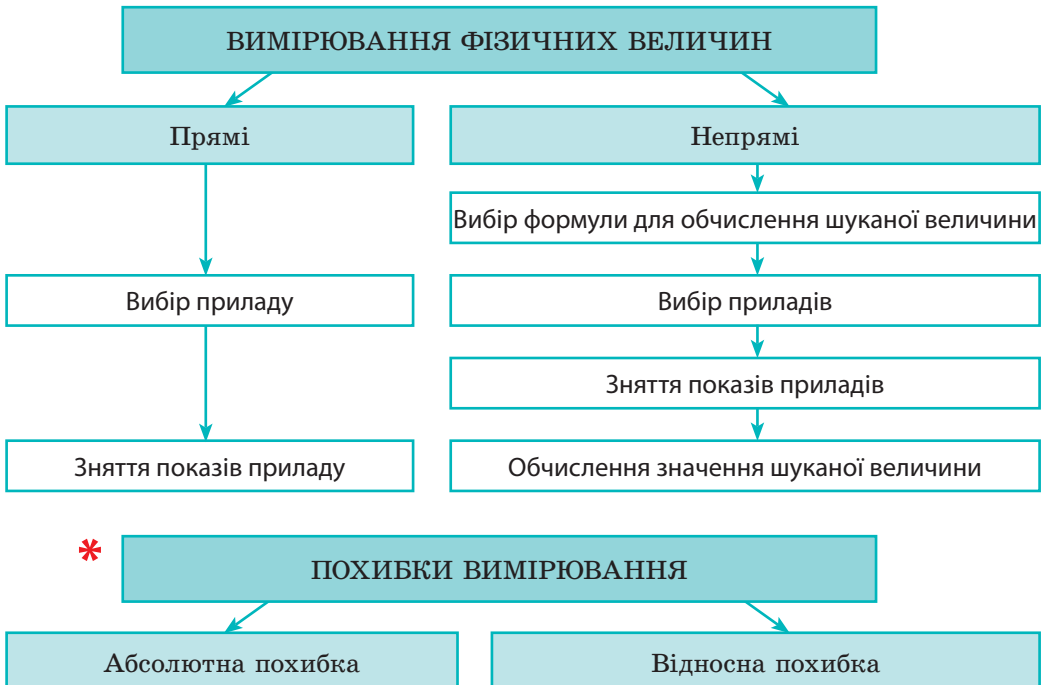 ВИМІРЮВАННЯ ФІЗИЧНИХ ВЕЛИЧИН
Прямі
Непрямі
Вибір формули для обчислення шуканої величини
Вибір приладу
Вибір приладів
Зняття показів приладів
Зняття показів приладу
Обчислення значення шуканої величини
*
ПОХИБКИ ВИМІРЮВАННЯ
Абсолютна похибка
Відносна похибка